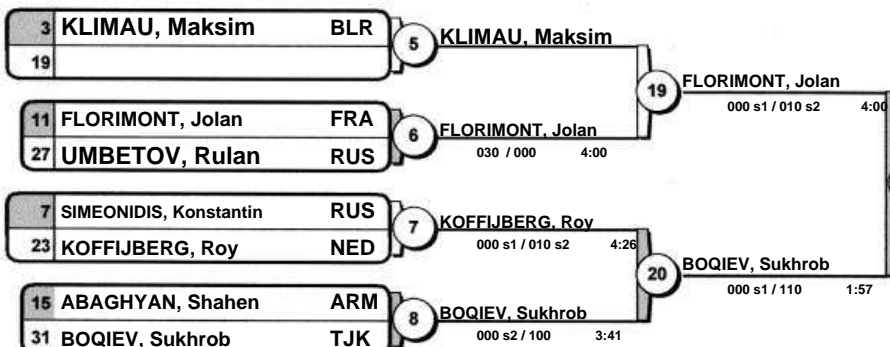 3 KLIMAU, Maksim BLR
19
5
KLIMAU, Maksim
19
FLORIMONT, Jolan
000 s1 / 010 s2 4:00
11 FLORIMONT, Jolan FRA
27 UMBETOV, Rulan RUS
6
FLORIMONT, Jolan
030 / 000 4:00
7 SIMEONIDIS, Konstantin RUS
23 KOFFIJBERG, Roy NED
7
KOFFIJBERG, Roy
000 s1 / 010 s2 4:26
20
BOQIEV, Sukhrob
000 s1 / 110 1:57
15 ABAGHYAN, Shahen ARM
31 BOQIEV, Sukhrob TJK
8
BOQIEV, Sukhrob
000 s2 / 100 3:41